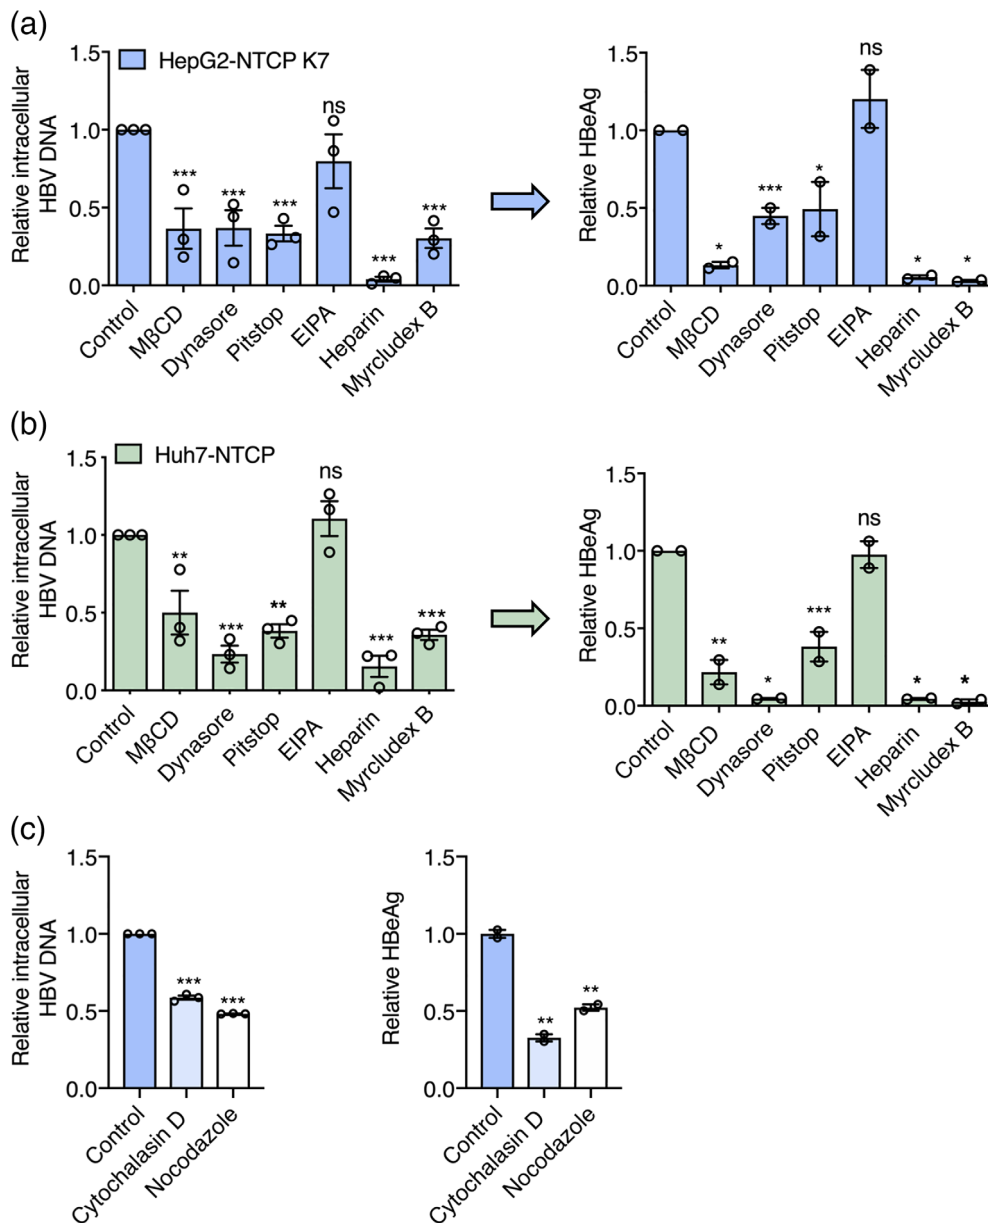 (a)
HepG2-NTCP K7
Relative intracellular
HBV DNA
1.5
1.0
0.5
0.0
***
***
***
ns
***
***
Control
MβCD
Dynasore
Pitstop
EIPA
Heparin
Myrcludex B
Relative HBeAg
1.5
1.0
0.5
0.0
*
***
*
ns
*
*
Control
MβCD
Dynasore
Pitstop
EIPA
Heparin
Myrcludex B
(b)
Huh7-NTCP
Relative intracellular
HBV DNA
1.5
1.0
0.5
0.0
**
***
**
ns
***
***
Control
MβCD
Dynasore
Pitstop
EIPA
Heparin
Myrcludex B
Relative HBeAg
1.5
1.0
0.5
0.0
**
*
***
ns
*
*
Control
MβCD
Dynasore
Pitstop
EIPA
Heparin
Myrcludex B
(c)
Relative intracellular
HBV DNA
1.5
1.0
0.5
0.0
***
***
Control
Cytochalasin D
Nocodazole
Relative HBeAg
1.5
1.0
0.5
0.0
**
**
Control
Cytochalasin D
Nocodazole